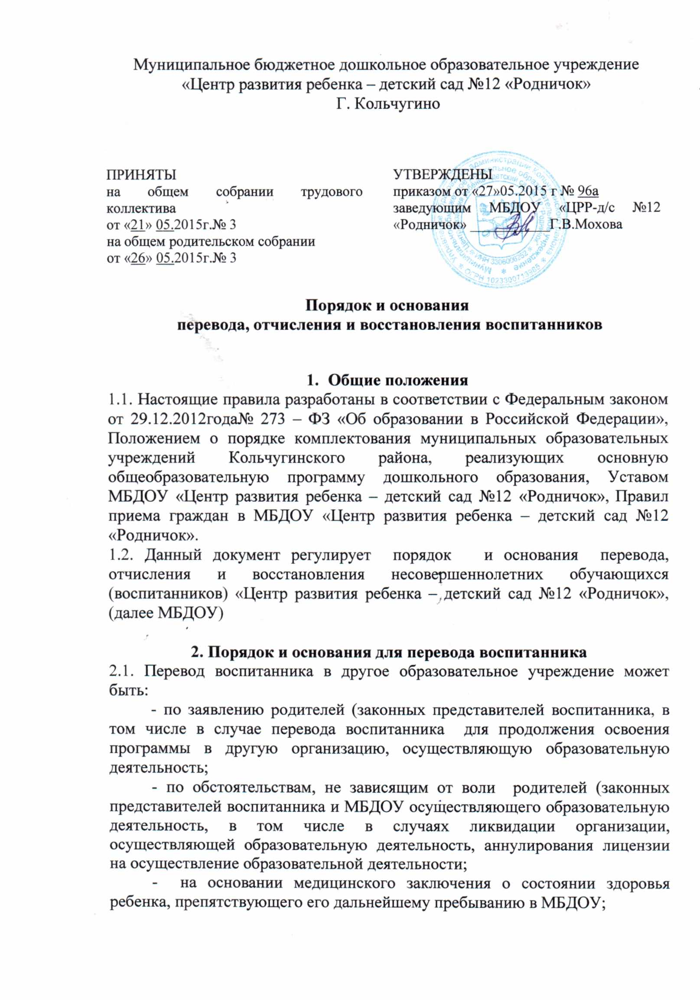 Муниципальное бюджетное дошкольное образовательное учреждение
«Центр развития ребенка – детский сад №12 «Родничок»
Г. Кольчугино
ПРИНЯТЫ
на общем собрании трудового
коллектива
от «21» 05.2015г.№ 3
на общем родительском собрании
от «26» 05.2015г.№ 3
УТВЕРЖДЕНЫ
приказом от «27»05.2015 г № 96а
заведующим МБДОУ «ЦРР-д/с №12
«Родничок» ___________Г.В.Мохова
ИНН 3306006252
ОГРН 1023300713985
Порядок и основания
перевода, отчисления и восстановления воспитанников
1. Общие положения
1.1. Настоящие правила разработаны в соответствии с Федеральным законом
от 29.12.2012года№ 273 – ФЗ «Об образовании в Российской Федерации»,
Положением о порядке комплектования муниципальных образовательных
учреждений Кольчугинского района, реализующих основную
общеобразовательную программу дошкольного образования, Уставом
МБДОУ «Центр развития ребенка – детский сад №12 «Родничок», Правил
приема граждан в МБДОУ «Центр развития ребенка – детский сад №12
«Родничок».
1.2. Данный документ регулирует порядок и основания перевода,
отчисления и восстановления несовершеннолетних обучающихся
(воспитанников) «Центр развития ребенка – детский сад №12 «Родничок»,
(далее МБДОУ)
2. Порядок и основания для перевода воспитанника
2.1. Перевод воспитанника в другое образовательное учреждение может
быть:
- по заявлению родителей (законных представителей воспитанника, в
том числе в случае перевода воспитанника для продолжения освоения
программы в другую организацию, осуществляющую образовательную
деятельность;
- по обстоятельствам, не зависящим от воли родителей (законных
представителей воспитанника и МБДОУ осуществляющего образовательную
деятельность, в том числе в случаях ликвидации организации,
осуществляющей образовательную деятельность, аннулирования лицензии
на осуществление образовательной деятельности;
- на основании медицинского заключения о состоянии здоровья
ребенка, препятствующего его дальнейшему пребыванию в МБДОУ;